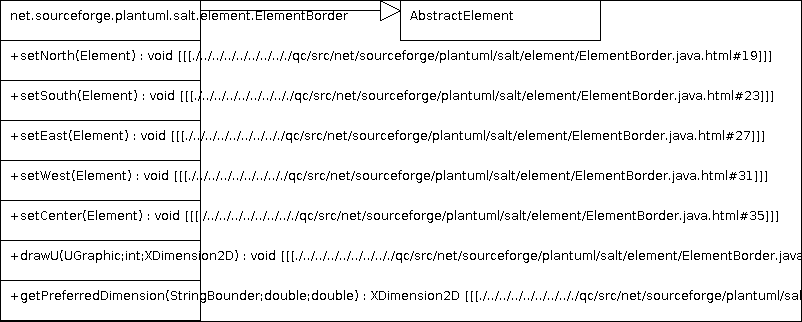 net.sourceforge.plantuml.salt.element.ElementBorder
AbstractElement
+setNorth(Element) : void [[[./../../../../../../../../qc/src/net/sourceforge/plantuml/salt/element/ElementBorder.java.html#19]]]
+setSouth(Element) : void [[[./../../../../../../../../qc/src/net/sourceforge/plantuml/salt/element/ElementBorder.java.html#23]]]
+setEast(Element) : void [[[./../../../../../../../../qc/src/net/sourceforge/plantuml/salt/element/ElementBorder.java.html#27]]]
+setWest(Element) : void [[[./../../../../../../../../qc/src/net/sourceforge/plantuml/salt/element/ElementBorder.java.html#31]]]
+setCenter(Element) : void [[[./../../../../../../../../qc/src/net/sourceforge/plantuml/salt/element/ElementBorder.java.html#35]]]
+drawU(UGraphic;int;XDimension2D) : void [[[./../../../../../../../../qc/src/net/sourceforge/plantuml/salt/element/ElementBorder.java
+getPreferredDimension(StringBounder;double;double) : XDimension2D [[[./../../../../../../../../qc/src/net/sourceforge/plantuml/sal